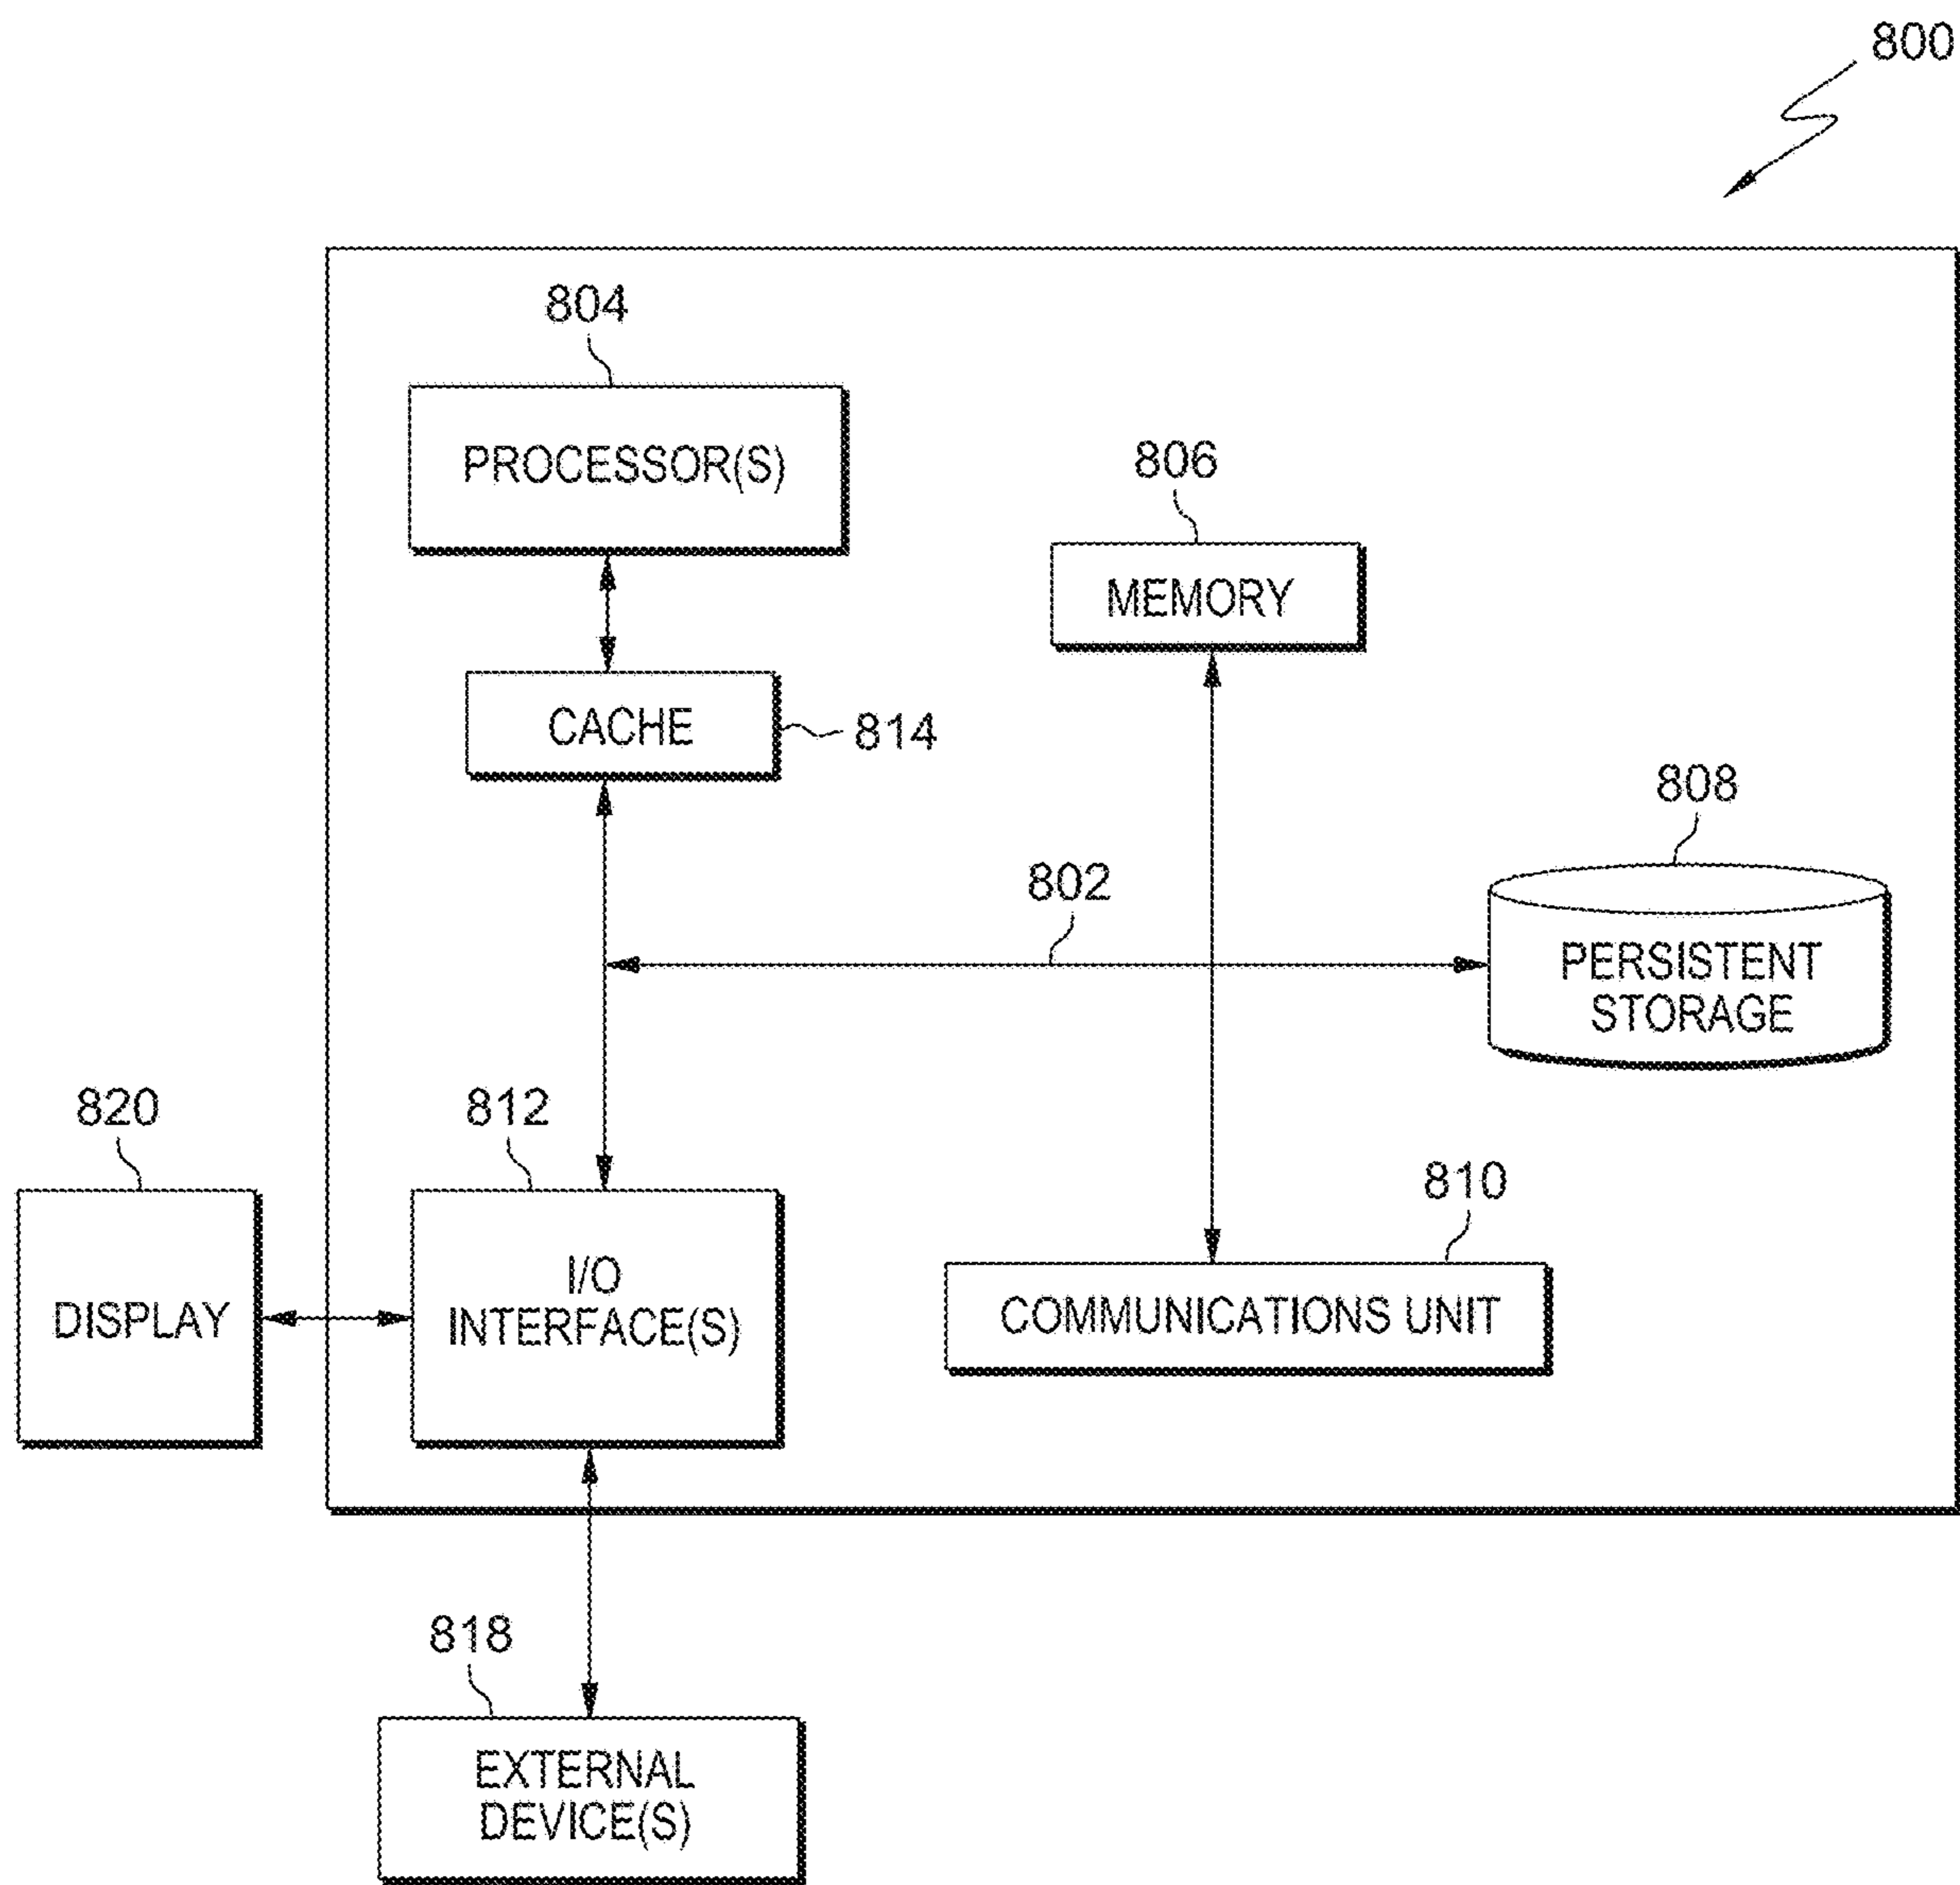 800
804
PROCESSOR(S)
806
MEMORY
CACHE
814
808
802
PERSISTENT
STORAGE
820
812
810
DISPLAY
I/O
INTERFACE(S)
COMMUNICATIONS UNIT
818
EXTERNAL
DEVICE(S)